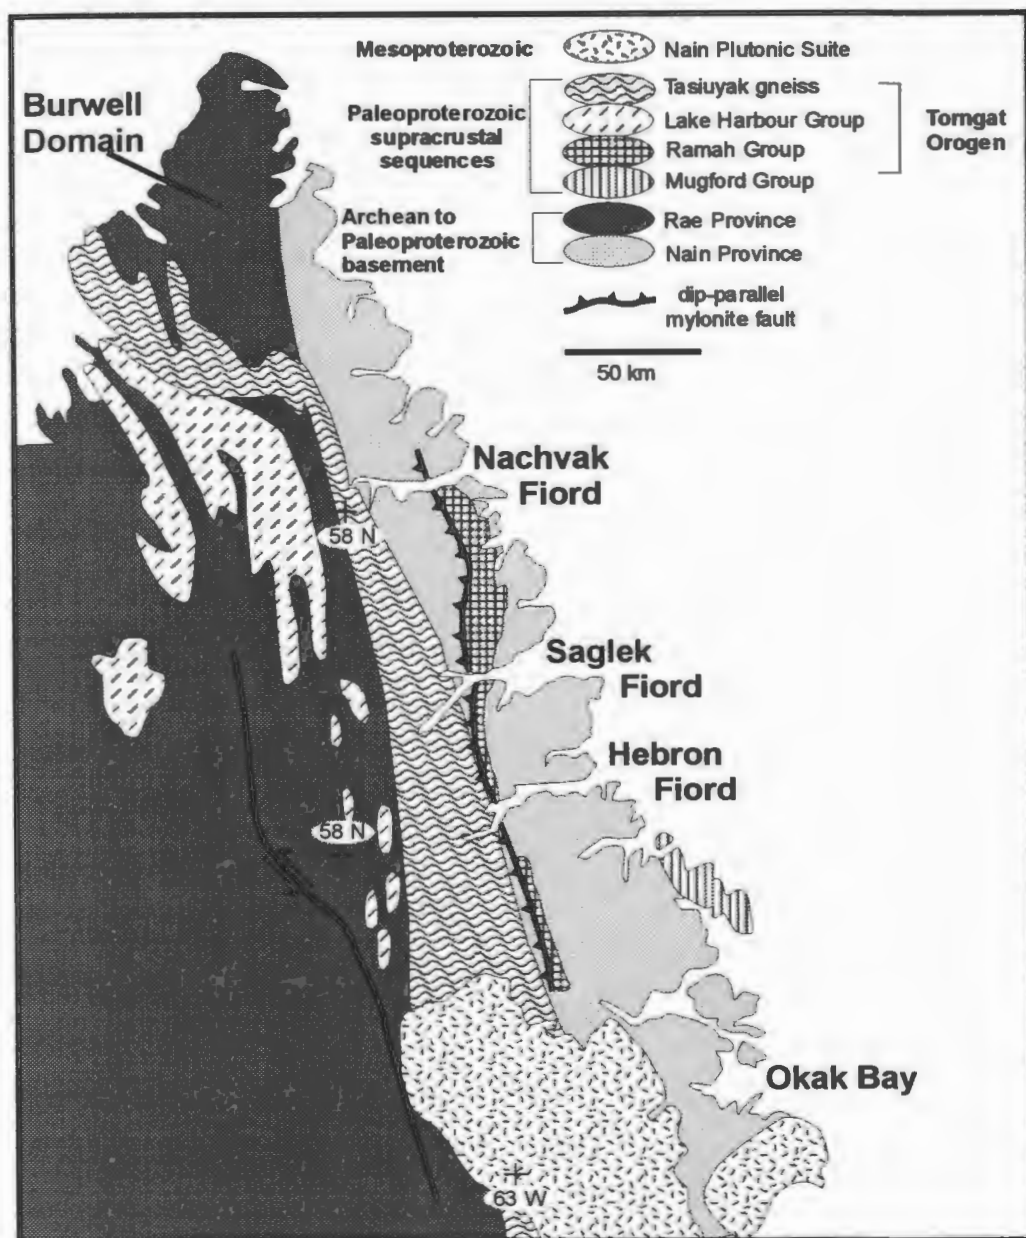 Mesoproterozoic
Nain Plutonic Suite
Paleoproterozoic
supracrustal
sequences
Tasiuyak gneiss
Lake Harbour Group
Ramah Group
Mugford Group
Torngat
Orogen
Archean to
Paleoproterozoic
basement
Rae Province
Nain Province
dip-parallel
mylonite fault
50 km
Burwell
Domain
Nachvak
Fiord
58 N
Saglek
Fiord
Hebron
Fiord
58 N
Okak Bay
63 W